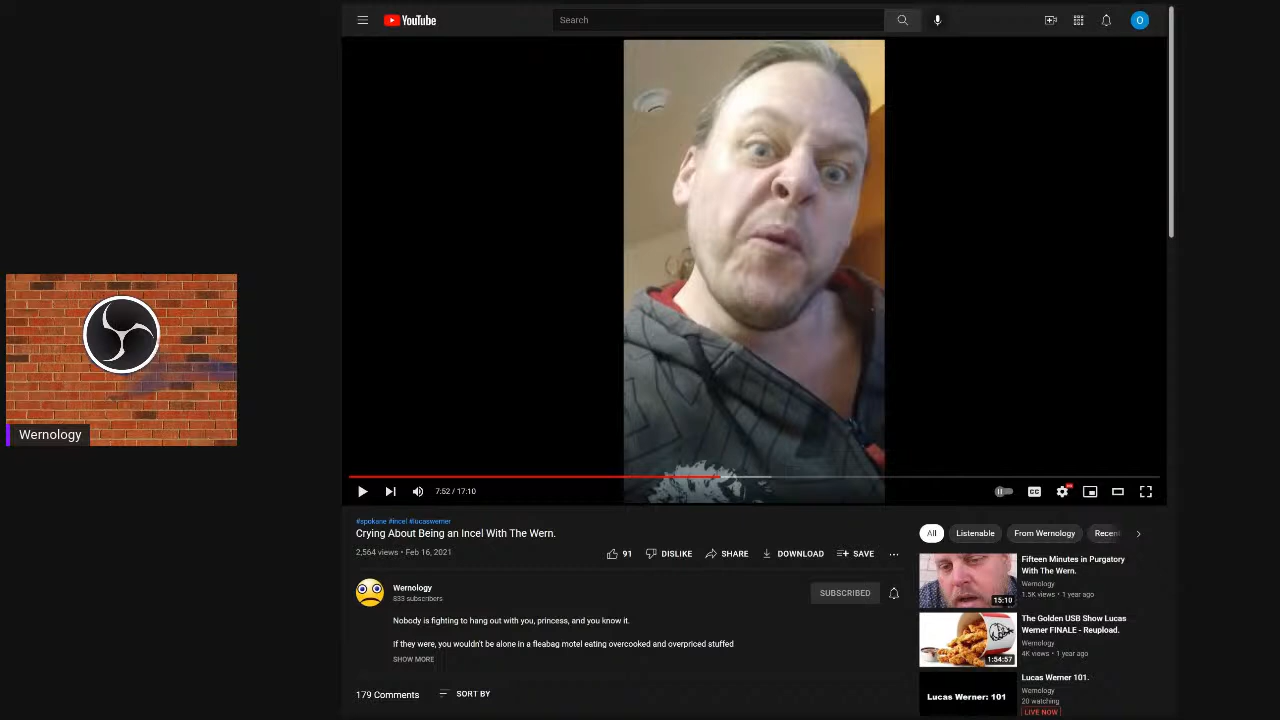 YouTube
Search
O
Wernology
7:52 / 17:10
CC
#spokane #incel #lucaswerner
Crying About Being an Incel With The Wern.
2,564 views • Feb 16, 2021
91
DISLIKE
SHARE
DOWNLOAD
SAVE
Wernology
833 subscribers
SUBSCRIBED
Nobody is fighting to hang out with you, princess, and you know it.
If they were, you wouldn't be alone in a fleabag motel eating overcooked and overpriced stuffed
SHOW MORE
179 Comments
SORT BY
All
Listenable
From Wernology
Recent
Fifteen Minutes in Purgatory
With The Wern.
Wernology
1.5K views • 1 year ago
15:10
The Golden USB Show Lucas
Werner FINALE - Reupload.
Wernology
4K views • 1 year ago
1:54:57
Lucas Werner: 101
Lucas Werner 101.
Wernology
20 watching
LIVE NOW